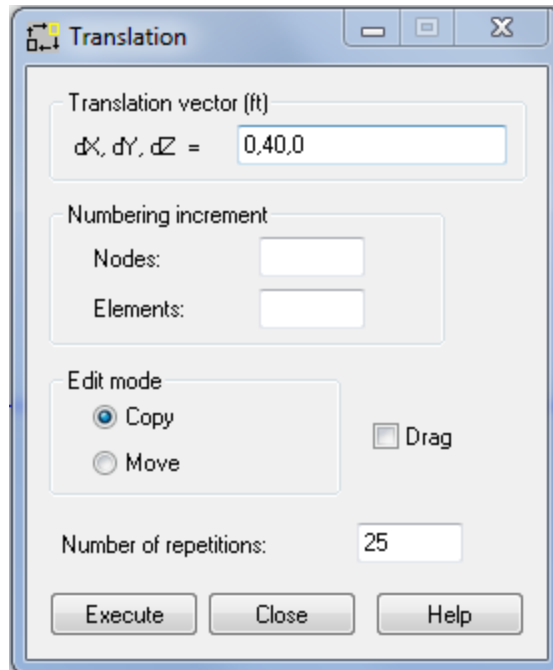 Translation
Translation vector (ft)
dX, dY, dZ = 0,40,0
Numbering increment
Nodes:
Elements:
Edit mode
Copy
Move
Drag
Number of repetitions: 25
Execute Close Help